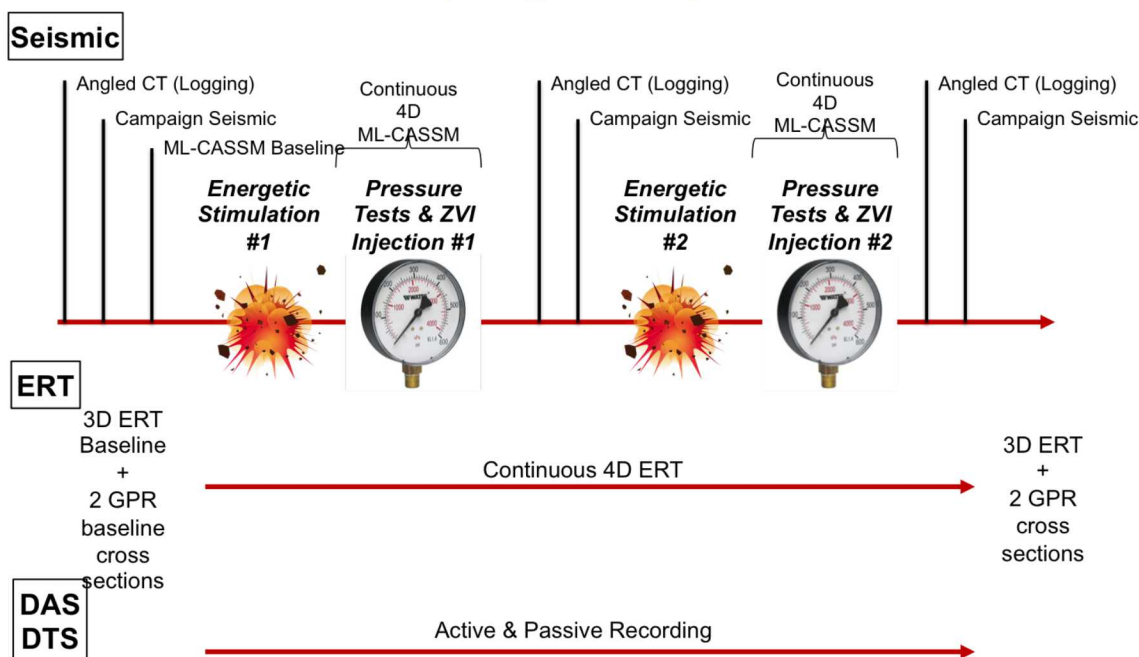 Seismic
Angled CT (Logging)
Campaign Seismic
ML-CASSM Baseline
Continuous
4D
ML-CASSM
Energetic
Stimulation
#1
Pressure
Tests & ZVI
Injection #1
Angled CT (Logging)
Campaign Seismic
Continuous
4D
ML-CASSM
Energetic
Stimulation
#2
Pressure
Tests & ZVI
Injection #2
Angled CT (Logging)
Campaign Seismic
ERT
3D ERT
Baseline
+
2 GPR
baseline
cross
sections
Continuous 4D ERT
3D ERT
+
2 GPR
cross
sections
DAS
DTS
Active & Passive Recording